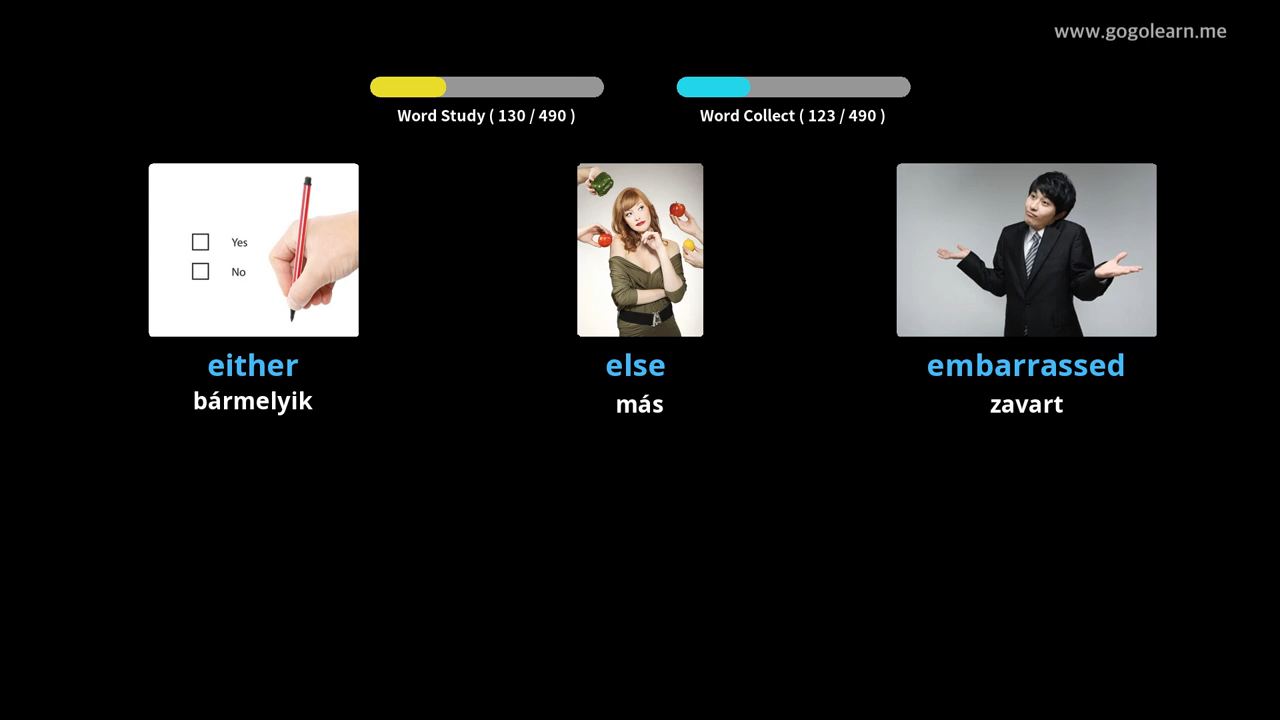 www.gogolearn.me
Word Study ( 130 / 490 )
Word Collect ( 123 / 490 )
Yes
No
either
bármelyik
else
más
embarrassed
zavart